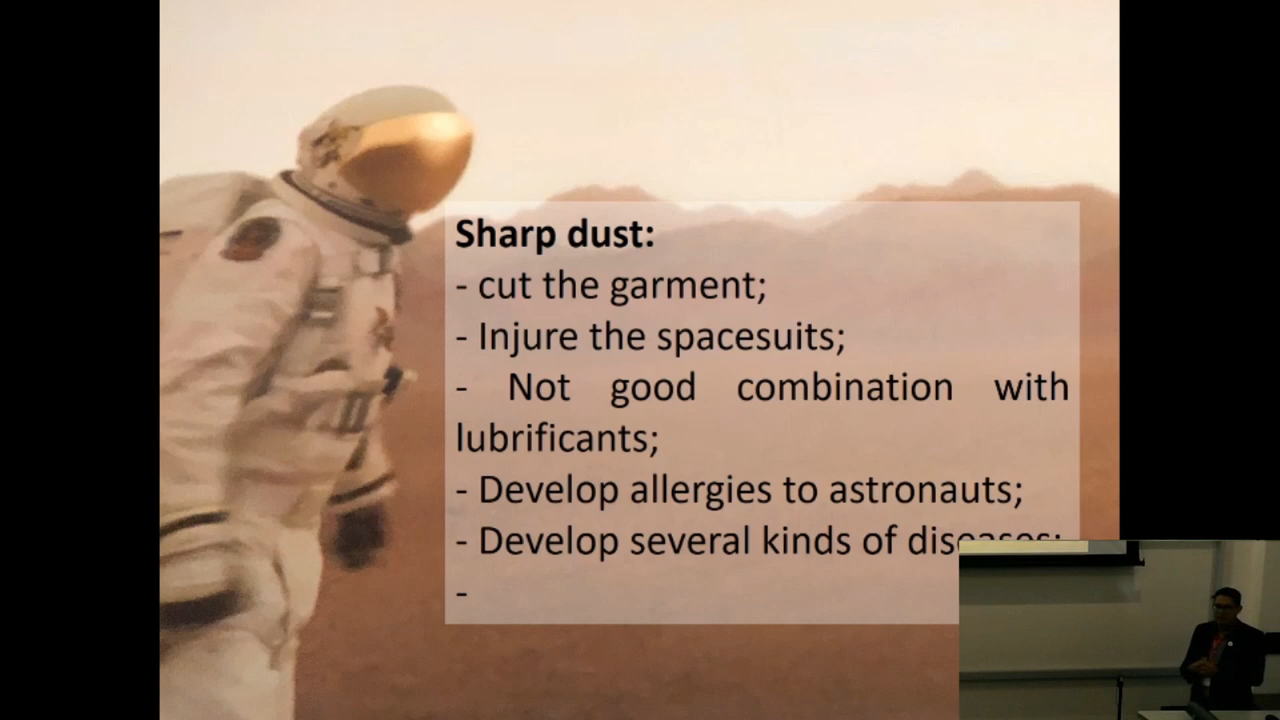 Sharp dust:
- cut the garment;
- Injure the spacesuits;
- Not good combination with
lubrificants;
- Develop allergies to astronauts;
- Develop several kinds of diseases;
-